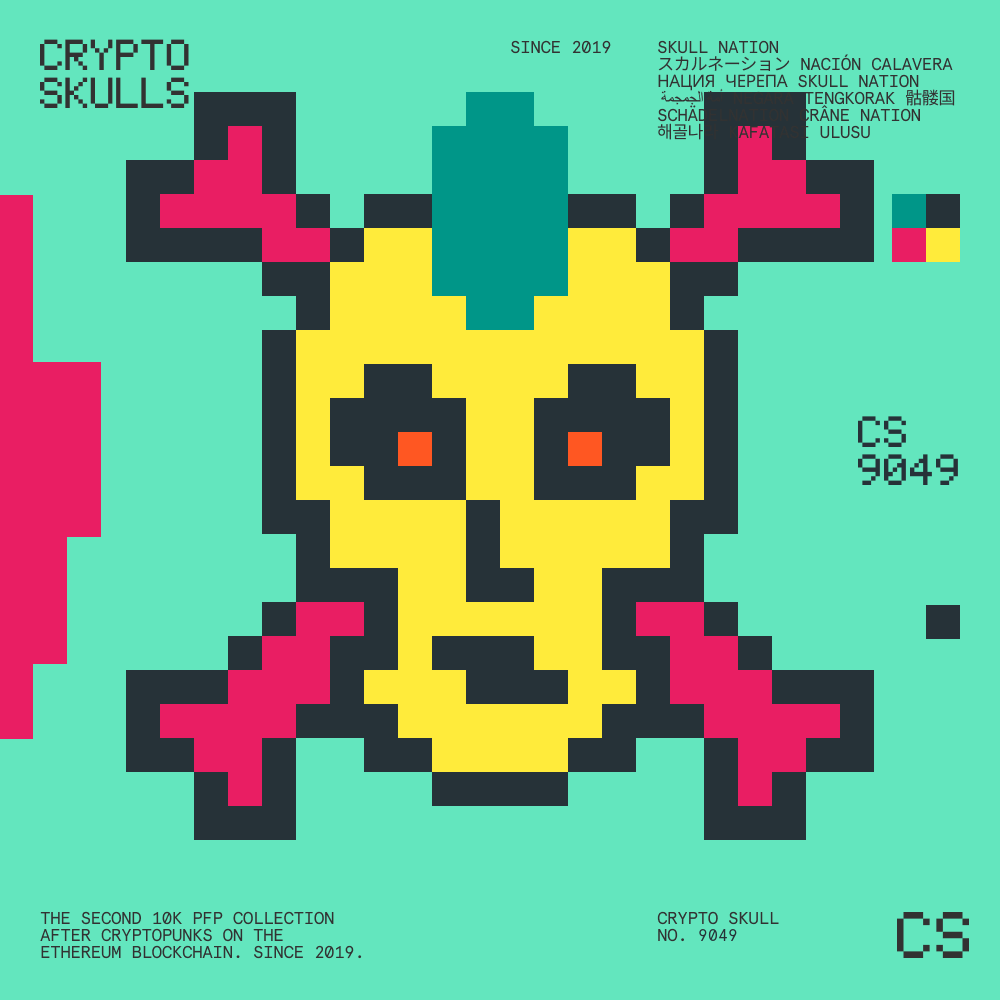 CRYPTO
SKULLS
SINCE 2019
SKULL NATION
スカルネーション NACIÓN CALAVERA
НАЦИЯ ЧЕРЕПА SKULL NATION
الجمجمة TENGKORAK 骷髅国
CRÂNE NATION
해골 ULUSU
CS
9049
THE SECOND 10K PFP COLLECTION
AFTER CRYPTOPUNKS ON THE
ETHEREUM BLOCKCHAIN. SINCE 2019.
CRYPTO SKULL
NO. 9049
CS